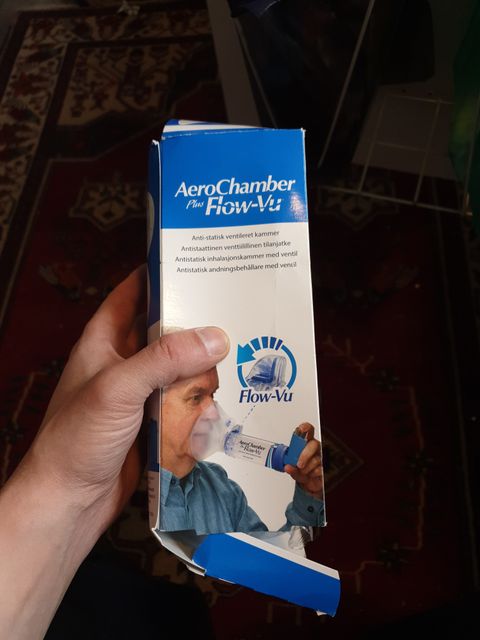 AeroChamber
Plus Flow-Vu
Anti-statisk ventileret kammer
Antistaattinen venttiilillinen tilanjatke
Antistatisk inhalasjonskammer med ventil
Antistatisk andningsbehållare med ventil
Flow-Vu
AeroChamber
Plus Flow-Vu